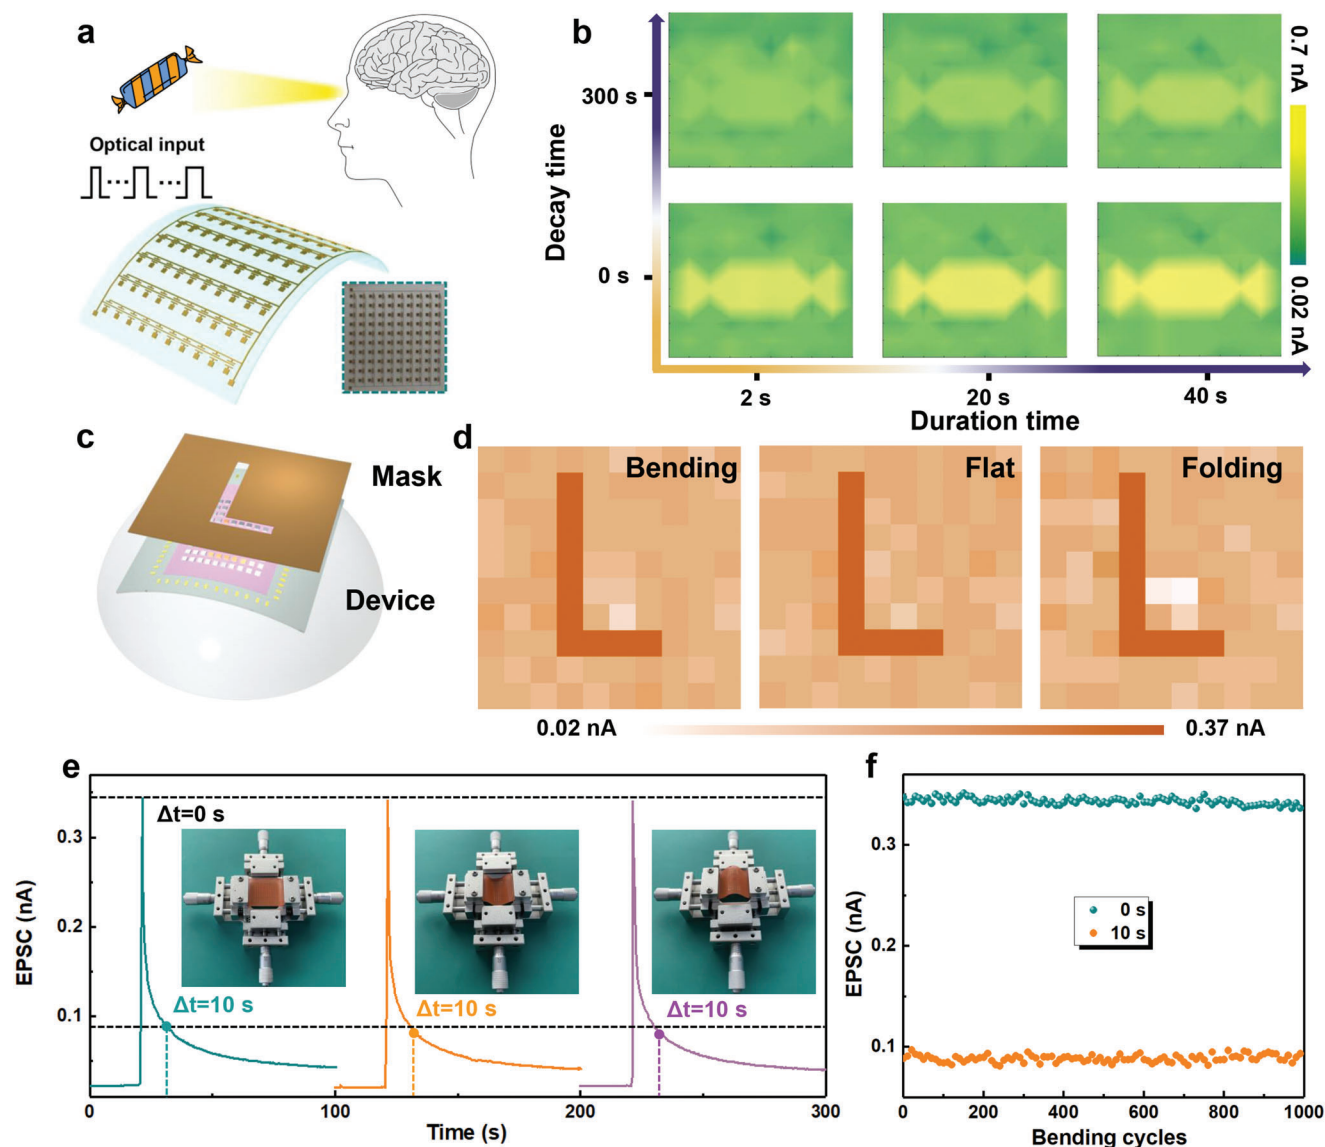 a
Optical input
b
0.7 nA
0.02 nA
Decay time
300 s
0 s
2 s
20 s
40 s
Duration time
c
Mask
Device
d
Bending
Flat
Folding
0.02 nA
0.37 nA
e
EPSC (nA)
0.3
0.2
0.1
Δt=0 s
Δt=10 s
Δt=10 s
Δt=10 s
0
100
200
300
Time (s)
f
EPSC (nA)
0.3
0.2
0.1
0 s
10 s
0
200
400
600
800
1000
Bending cycles